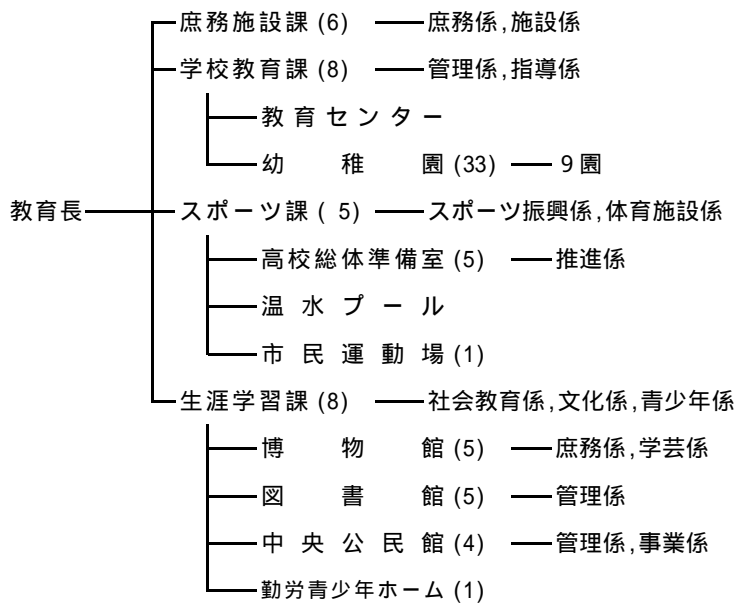 庶務施設課(6) 庶務係,施設係
学校教育課(8) 管理係,指導係
教育センター
幼稚園(33) 9園
教育長 スポーツ課(5) スポーツ振興係,体育施設係
高校総体準備室(5) 推進係
温水プール
市民運動場(1)
生涯学習課(8) 社会教育係,文化係,青少年係
博物館(5) 庶務係,学芸係
図書館(5) 管理係
中央公民館(4) 管理係,事業係
勤労青少年ホーム(1)